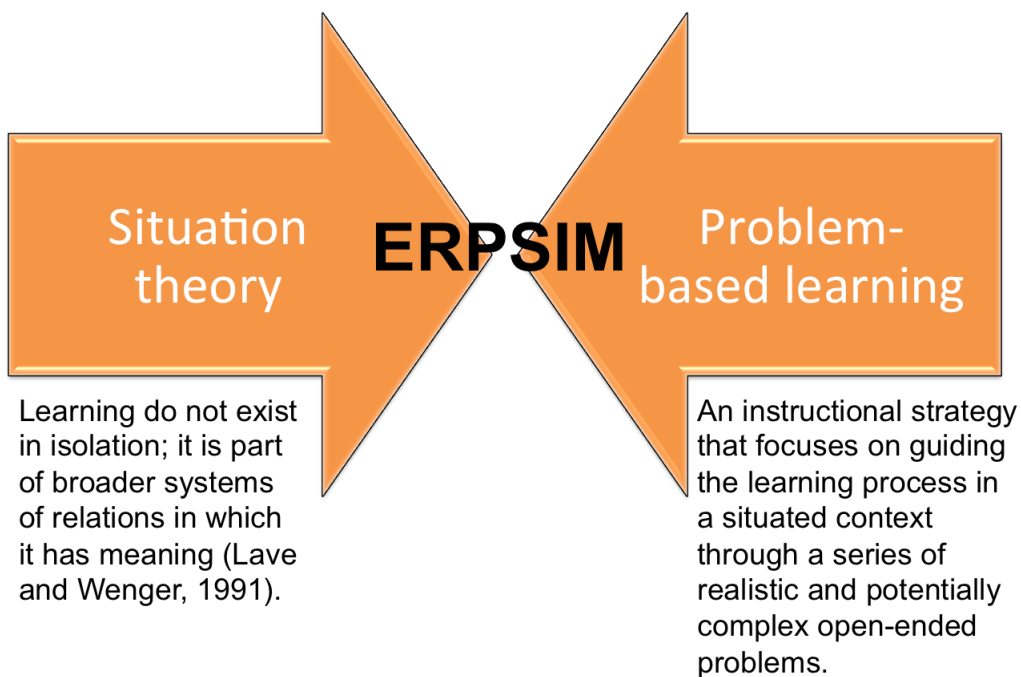 Situation
theory
ERPSIM
Problem-
based learning
Learning do not exist
in isolation; it is part
of broader systems
of relations in which
it has meaning (Lave
and Wenger, 1991).
An instructional strategy
that focuses on guiding
the learning process in
a situated context
through a series of
realistic and potentially
complex open-ended
problems.